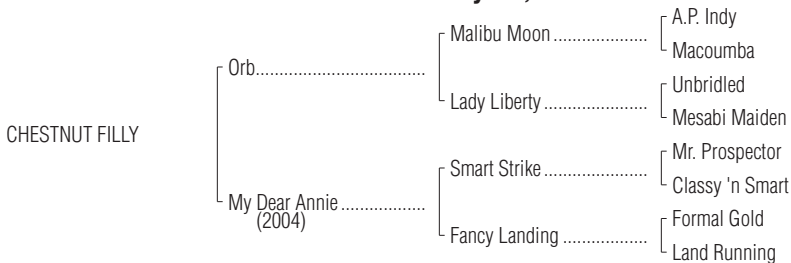 A.P. Indy
Malibu Moon ....................
Macoumba
Orb..................................
Unbridled
Lady Liberty ......................
Mesabi Maiden
CHESTNUT FILLY
Mr. Prospector
Smart Strike ......................
Classy 'n Smart
My Dear Annie .................
(2004)
Formal Gold
Fancy Landing ..................
Land Running